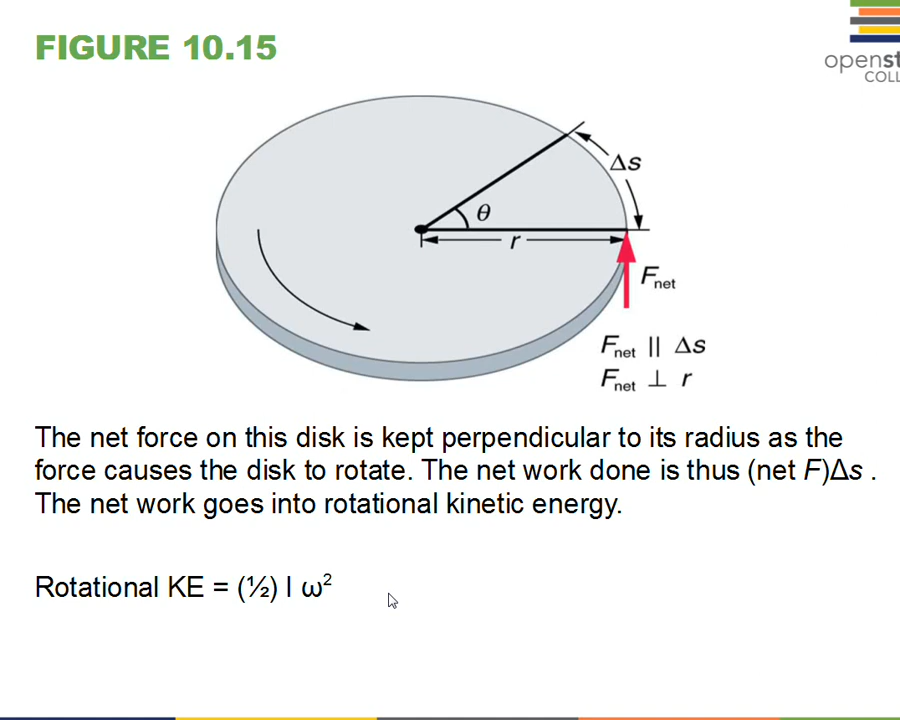 FIGURE 10.15
openst
COLL
Δs
θ
r
Fnet
Fnet || Δs
Fnet ⊥ r
The net force on this disk is kept perpendicular to its radius as the
force causes the disk to rotate. The net work done is thus (net F)Δs .
The net work goes into rotational kinetic energy.
Rotational KE = (½) I ω²